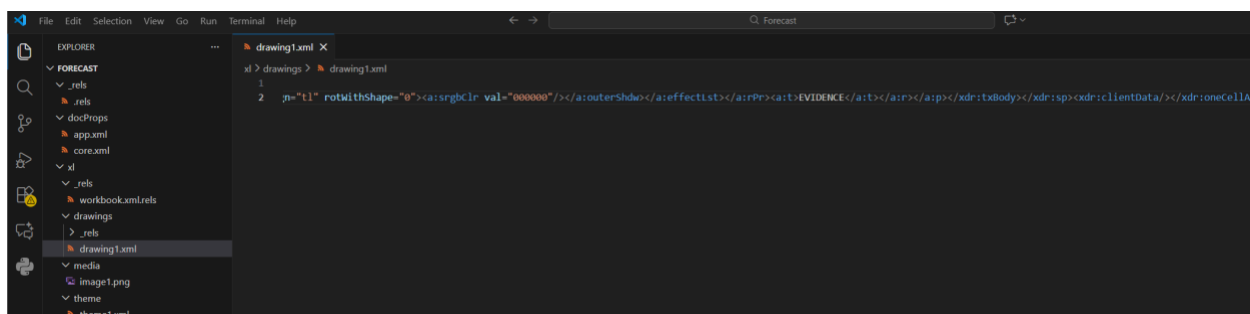 File Edit Selection View Go Run Terminal Help
Forecast
EXPLORER ...
drawing1.xml
FORECAST
xl > drawings > drawing1.xml
_rels
1
.rels
2 ;n="tl" rotWithShape="0"><a:srgbClr val="000000"/></a:outerShdw></a:effectLst></a:rPr><a:t>EVIDENCE</a:t></a:r></a:p></xdr:txBody></xdr:sp><xdr:clientData/></xdr:oneCellA
docProps
app.xml
core.xml
xl
_rels
workbook.xml.rels
drawings
_rels
drawing1.xml
media
image1.png
theme
theme1.xml